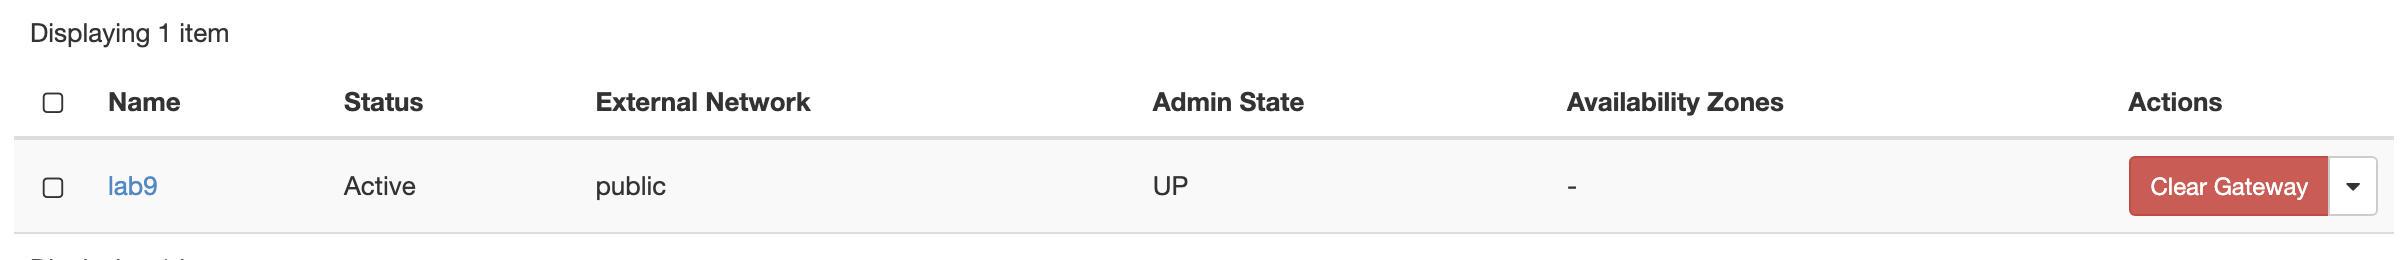 Displaying 1 item
Name Status External Network Admin State Availability Zones Actions
lab9 Active public UP - Clear Gateway